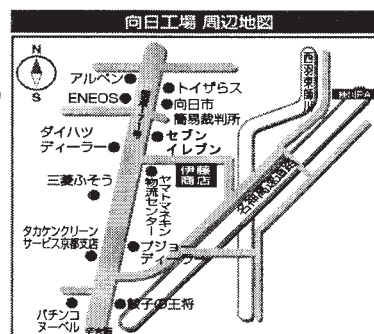 向日工場 周辺地図
N
S
アルペン
ENEOS
トイザらス
向日市
簡易裁判所
ダイハツ
ディーラー
セブン
イレブン
三菱ふそう
伊藤
商店
ヤマトマネキン
物流センター
名神高速道路
タカケンクリーン
サービス京都支店
プジョー
ディーラー
パチンコ
ヌーベル
餃子の王将